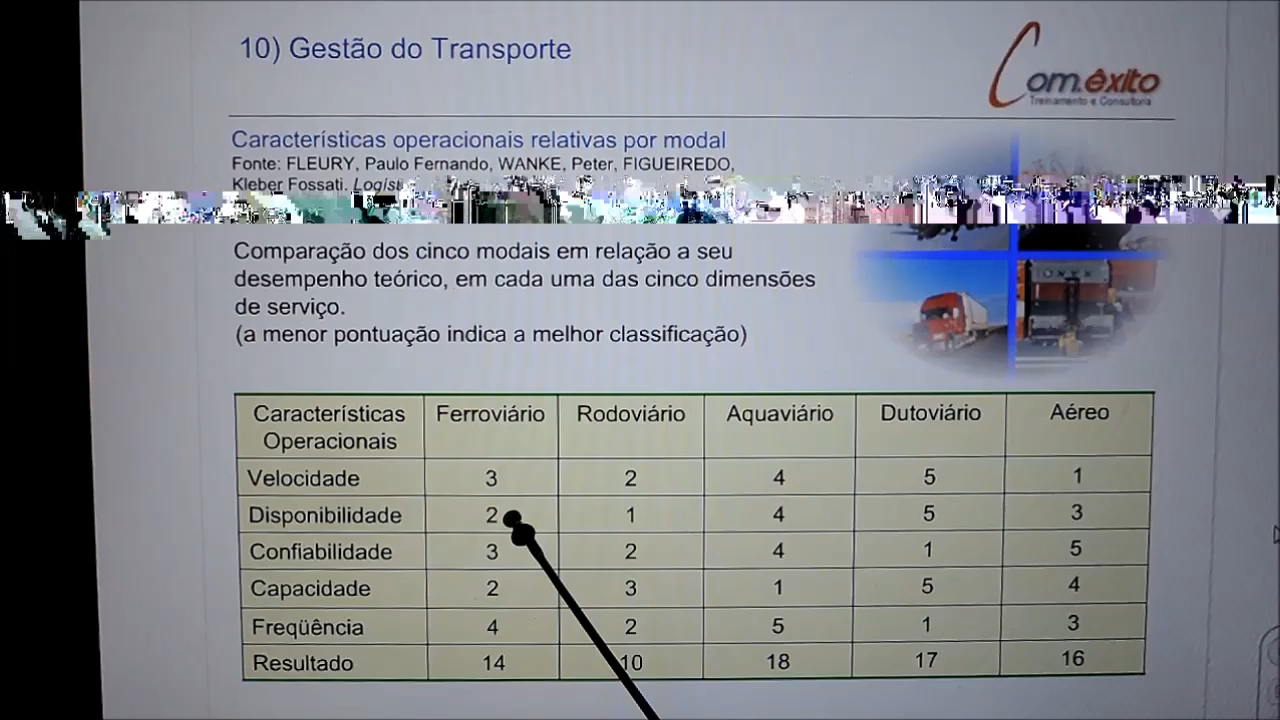 10) Gestão do Transporte
Com.êxito
Treinamento e Consultoria
Características operacionais relativas por modal
Fonte: FLEURY, Paulo Fernando, WANKE, Peter, FIGUEIREDO,
Kleber Fossati.
Comparação dos cinco modais em relação a seu
desempenho teórico, em cada uma das cinco dimensões
de serviço.
(a menor pontuação indica a melhor classificação)
Características Operacionais Ferroviário Rodoviário Aquaviário Dutoviário Aéreo
Velocidade 3 2 4 5 1
Disponibilidade 2 1 4 5 3
Confiabilidade 3 2 4 1 5
Capacidade 2 3 1 5 4
Freqüência 4 2 5 1 3
Resultado 14 10 18 17 16